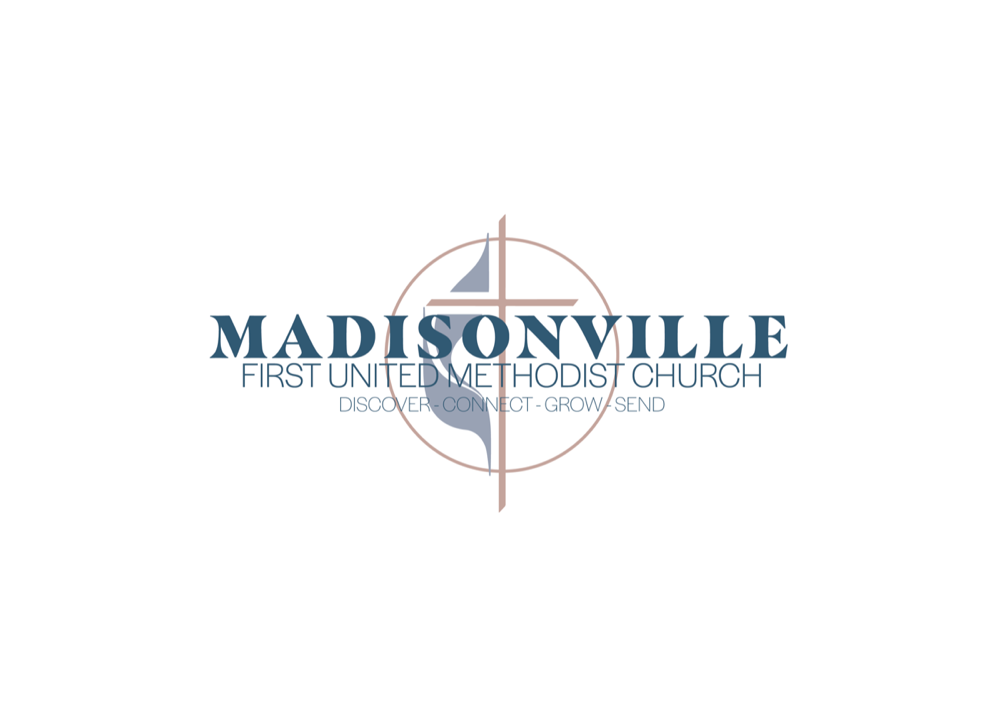 MADISONVILLE
FIRST UNITED METHODIST CHURCH
DISCOVER - CONNECT - GROW - SEND